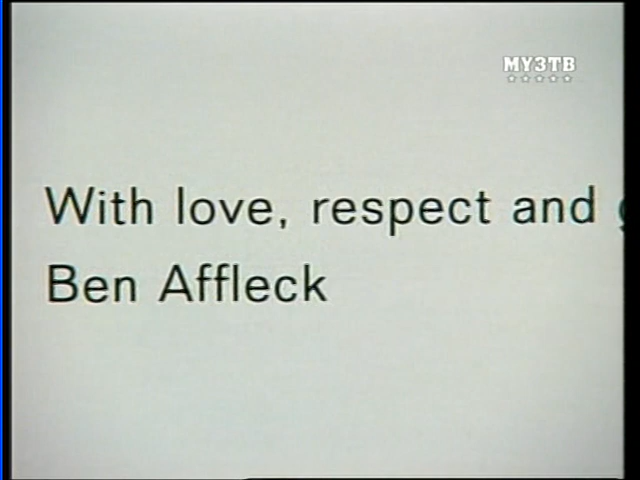 МУЗТВ
With love, respect and
Ben Affleck